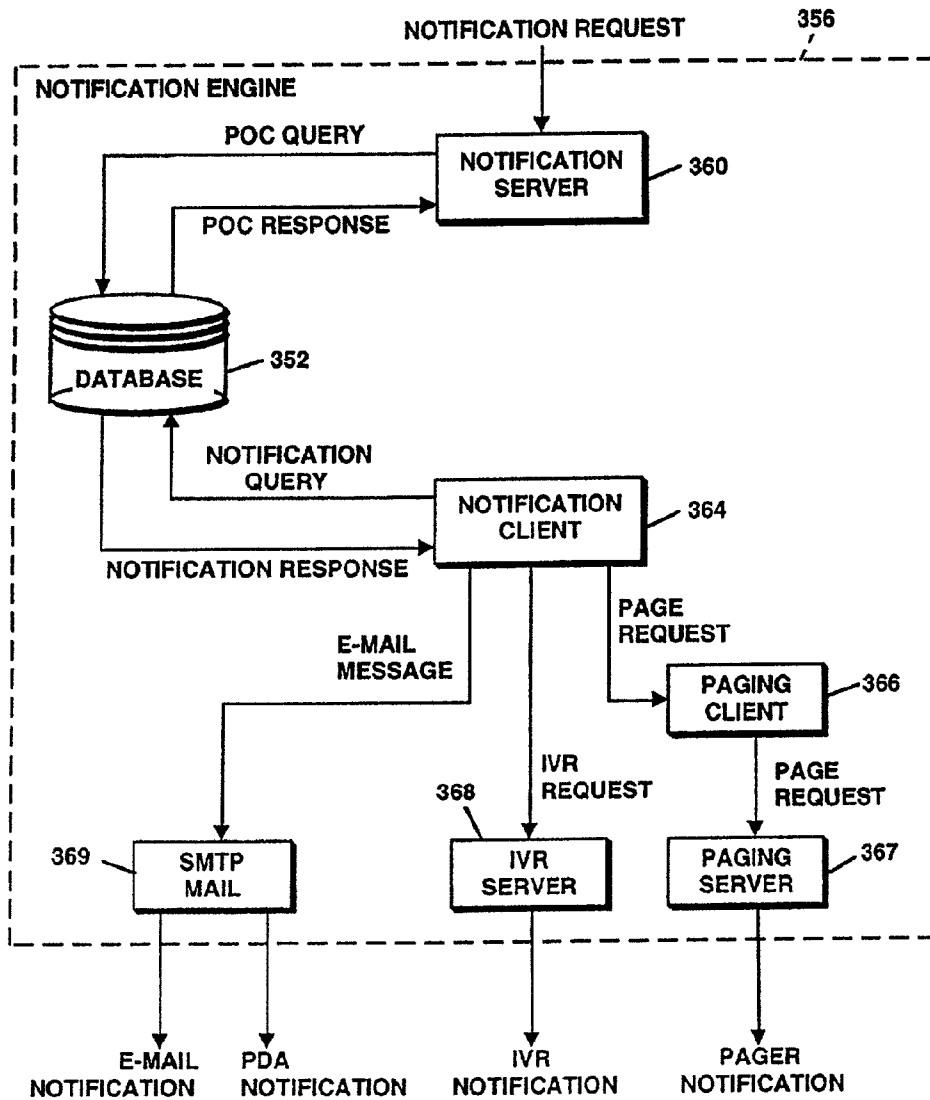 NOTIFICATION REQUEST
356
NOTIFICATION ENGINE
POC QUERY
NOTIFICATION
SERVER
360
POC RESPONSE
352
DATABASE
NOTIFICATION
QUERY
NOTIFICATION
CLIENT
364
NOTIFICATION RESPONSE
PAGE
REQUEST
E-MAIL
MESSAGE
PAGING
CLIENT
366
IVR
REQUEST
PAGE
REQUEST
368
369
SMTP
MAIL
IVR
SERVER
PAGING
SERVER
367
E-MAIL
NOTIFICATION
PDA
NOTIFICATION
IVR
NOTIFICATION
PAGER
NOTIFICATION